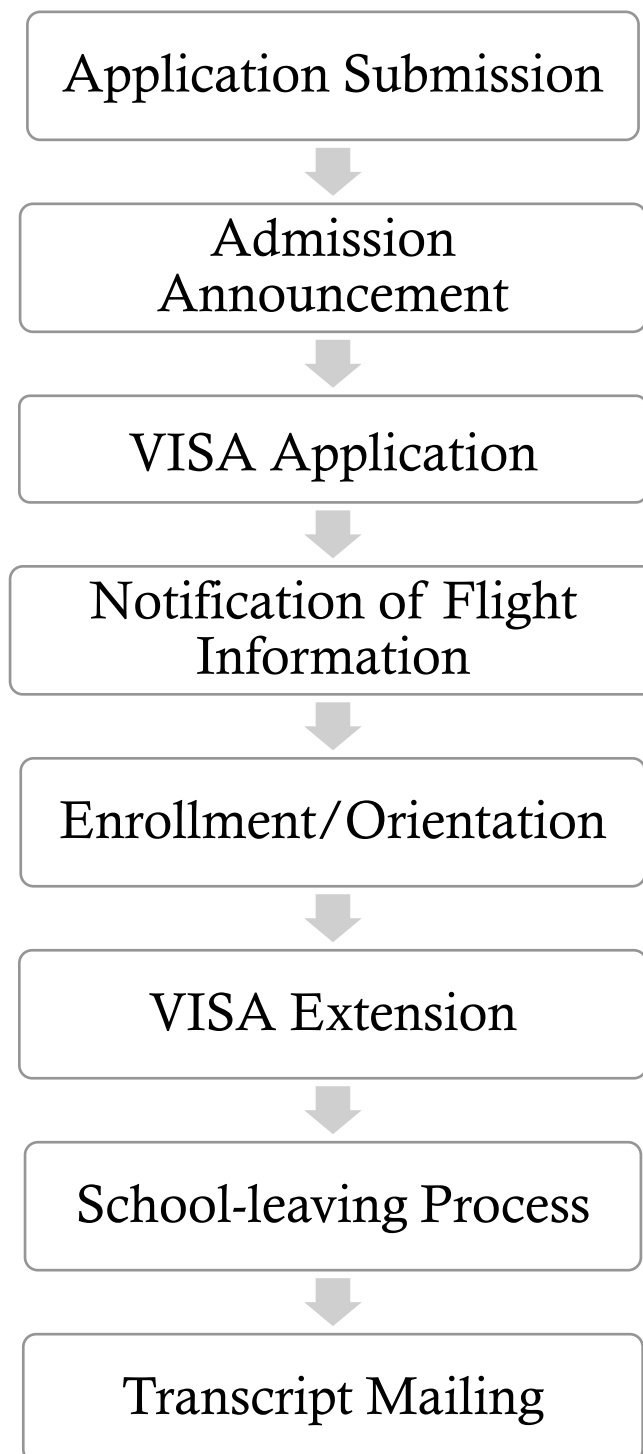 Application Submission
Admission
Announcement
VISA Application
Notification of Flight
Information
Enrollment/Orientation
VISA Extension
School-leaving Process
Transcript Mailing